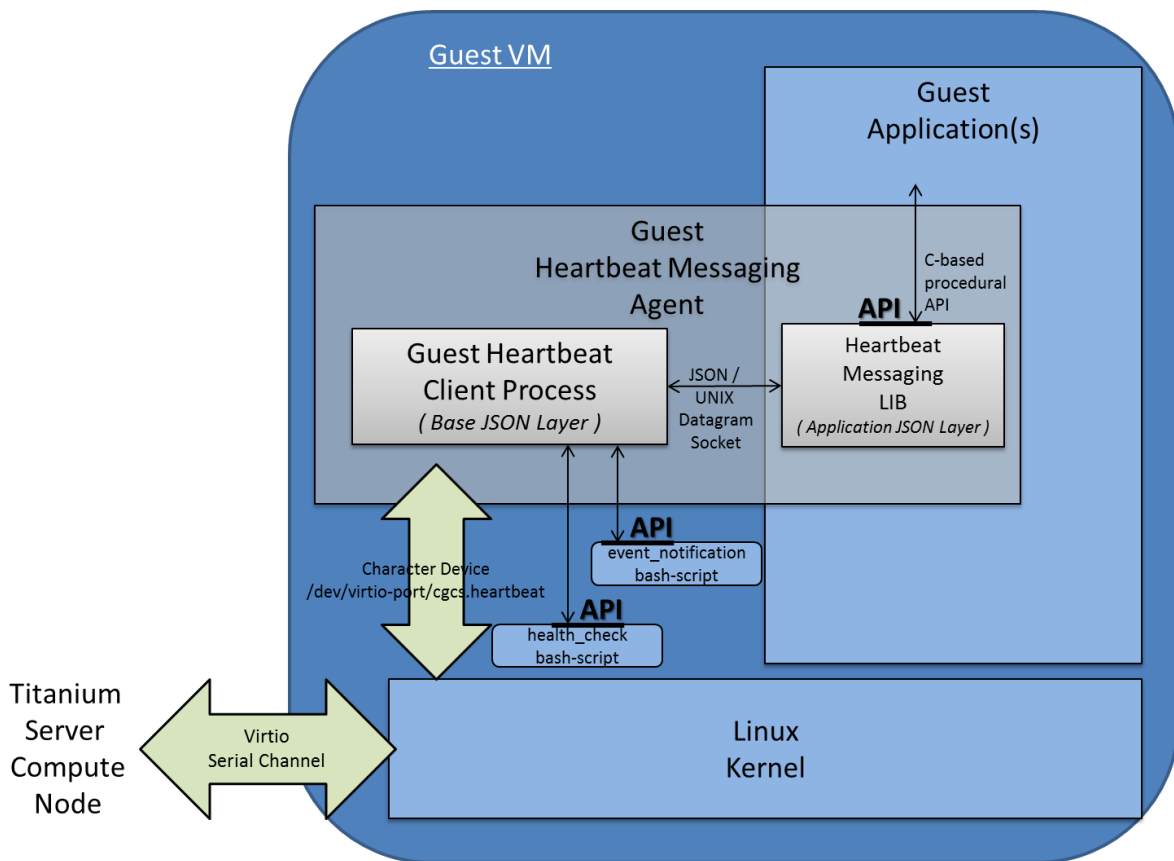 Guest VM
Guest
Application(s)
Guest
Heartbeat Messaging
Agent
C-based
procedural
API
API
Guest Heartbeat
Client Process
( Base JSON Layer )
JSON /
UNIX
Datagram
Socket
Heartbeat
Messaging
LIB
( Application JSON Layer )
API
event_notification
bash-script
Character Device
/dev/virtio-port/cgcs.heartbeat
API
health_check
bash-script
Titanium
Server
Compute
Node
Virtio
Serial Channel
Linux
Kernel